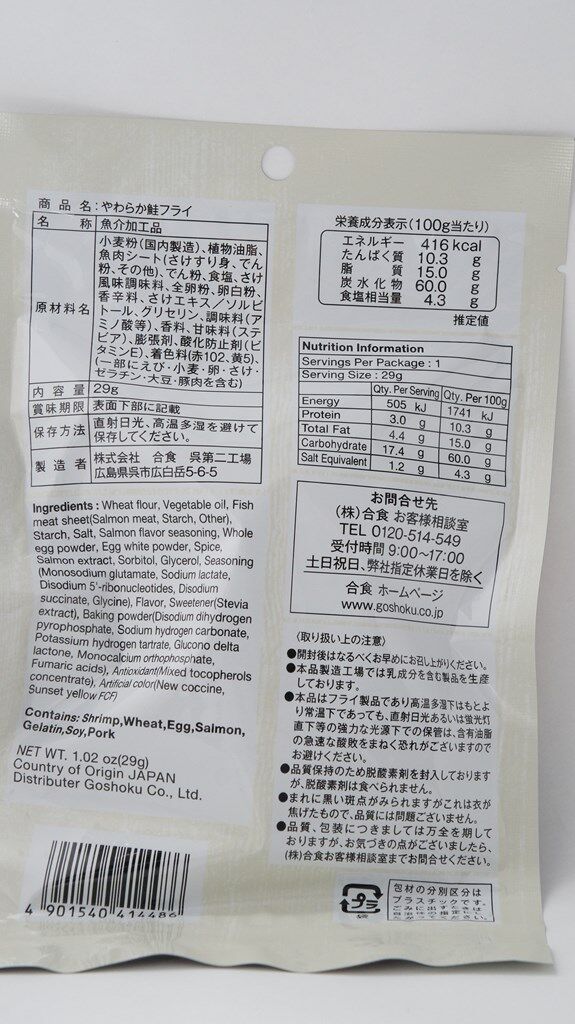 商品名:やわらか鮭フライ
名称 魚介加工品
原材料名
小麦粉(国内製造)、植物油脂、
魚肉シート(さけすり身、でん
粉、その他)、でん粉、食塩、さけ
風味調味料、全卵粉、卵白粉、
香辛料、さけエキス／ソルビ
トール、グリセリン、調味料(ア
ミノ酸等)、香料、甘味料(ステ
ビア)、膨張剤、酸化防止剤(ビ
タミンE)、着色料(赤102、黄5)、
(一部にえび・小麦・卵・さけ・
ゼラチン・大豆・豚肉を含む)
内容量 29g
賞味期限 表面下部に記載
保存方法 直射日光、高温多湿を避けて
保存してください。
製造者 株式会社 合食 呉第二工場
広島県呉市広白岳5-6-5
Ingredients : Wheat flour, Vegetable oil, Fish
meat sheet(Salmon meat, Starch, Other),
Starch, Salt, Salmon flavor seasoning, Whole
egg powder, Egg white powder, Spice,
Salmon extract, Sorbitol, Glycerol, Seasoning
(Monosodium glutamate, Sodium lactate,
Disodium 5'-ribonucleotides, Disodium
succinate, Glycine), Flavor, Sweetener(Stevia
extract), Baking powder(Disodium dihydrogen
pyrophosphate, Sodium hydrogen carbonate,
Potassium hydrogen tartrate, Glucono delta
lactone, Monocalcium orthophosphate,
Fumaric acids), Antioxidant(Mixed tocopherols
concentrate), Artificial color(New coccine,
Sunset yellow FCF)
Contains: Shrimp,Wheat,Egg,Salmon,
Gelatin,Soy,Pork
NET WT. 1.02 oz(29g)
Country of Origin JAPAN
Distributer Goshoku Co., Ltd.
4 901540 414486
栄養成分表示(100g当たり)
エネルギー 416 kcal
たんぱく質 10.3 g
脂質 15.0 g
炭水化物 60.0 g
食塩相当量 4.3 g
推定値
Nutrition Information
Servings Per Package : 1
Serving Size : 29g
Qty. Per Serving Qty. Per 100g
Energy 505 kJ 1741 kJ
Protein 3.0 g 10.3 g
Total Fat 4.4 g 15.0 g
Carbohydrate 17.4 g 60.0 g
Salt Equivalent 1.2 g 4.3 g
お問合せ先
(株)合食 お客様相談室
TEL 0120-514-549
受付時間 9:00~17:00
土日祝日、弊社指定休業日を除く
合食 ホームページ
www.goshoku.co.jp
〈取り扱い上の注意〉
●開封後はなるべくお早めにお召し上がりください。
●本品製造工場では乳成分を含む製品を生産
しております。
●本品はフライ製品であり高温多湿下はもとよ
り常温下であっても、直射日光あるいは蛍光灯
直下等の強力な光源下での保管は、含有油脂
の急速な酸敗をまねく恐れがございますので
お避けください。
●品質保持のため脱酸素剤を封入しております
が、脱酸素剤は食べられません。
●まれに黒い斑点がみられますがこれは衣が
焦げたもので、品質には問題ございません。
●品質、包装につきましては万全を期して
おりますが、お気づきの点がございましたら、
(株)合食お客様相談室までお問合せください。
プラ
袋
包材の分別区分は
プラスチックです。